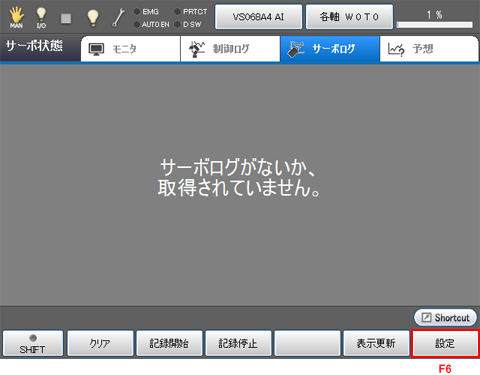 MAN
I/O
EMG
AUTO EN
PRTCT
D SW
VS068A4 AI
各軸 W0T0
1 %
サーボ状態
モニタ
制御ログ
サーボログ
予想
サーボログがないか、
取得されていません。
Shortcut
SHIFT
クリア
記録開始
記録停止
表示更新
設定
F6